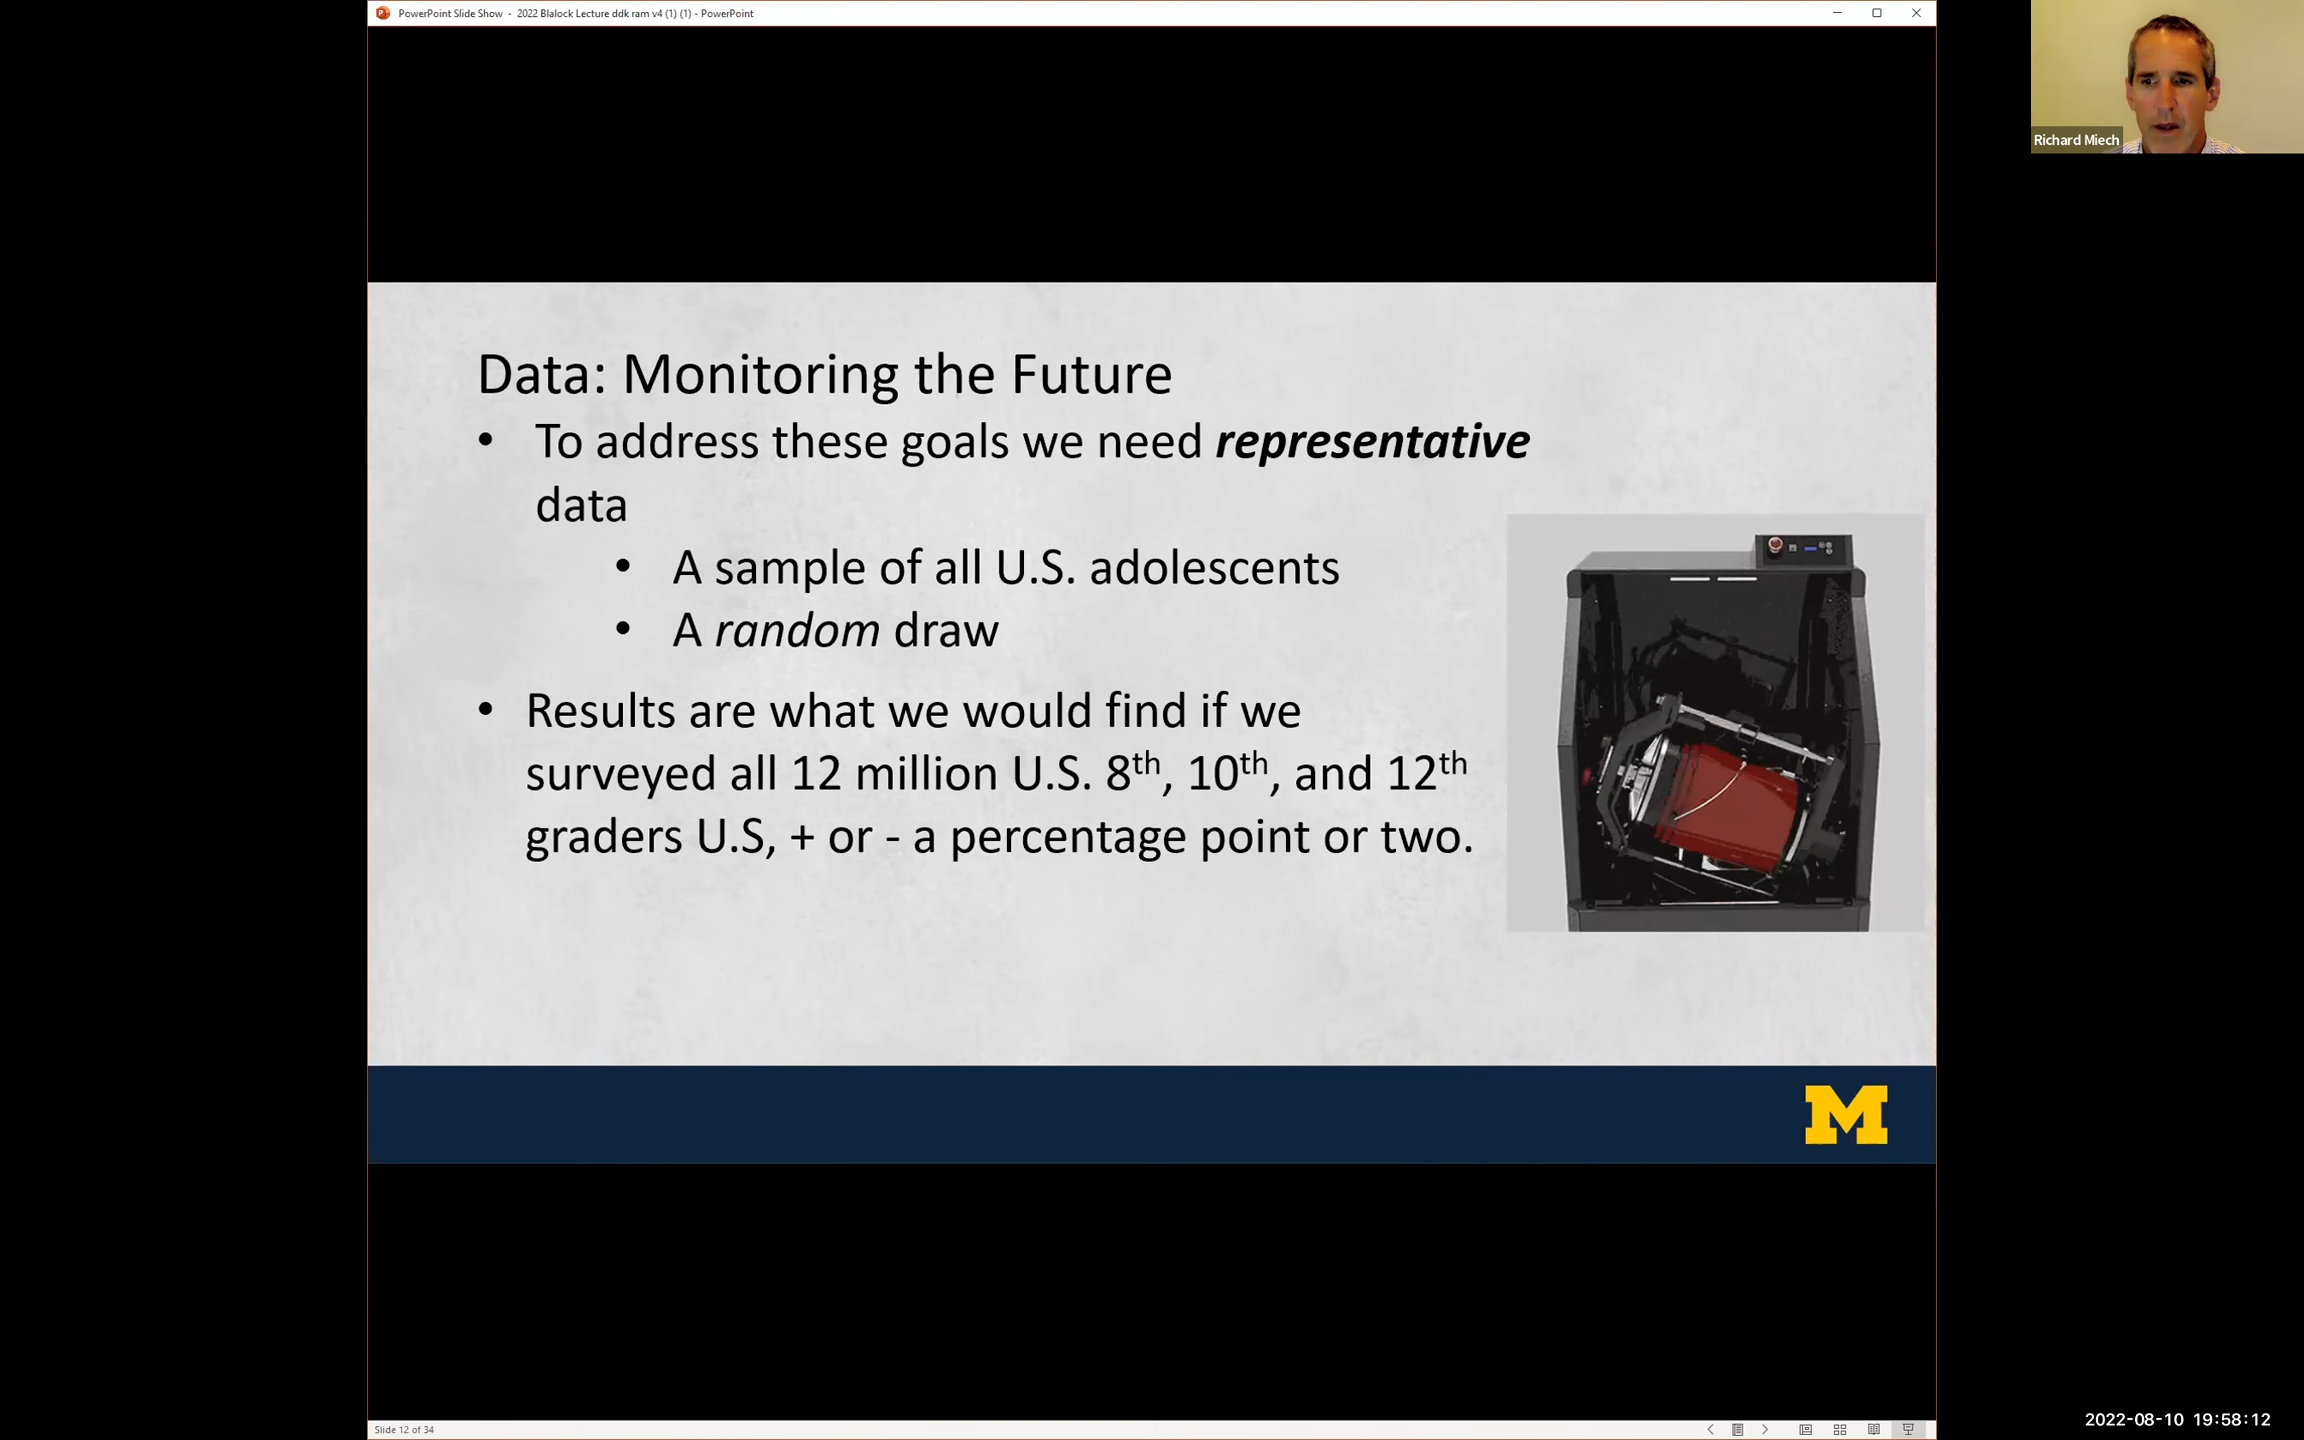 PowerPoint Slide Show - 2022 Blalock Lecture ddk ram v4 (1) (1) - PowerPoint
Richard Miech
Data: Monitoring the Future
• To address these goals we need representative
data
• A sample of all U.S. adolescents
• A random draw
• Results are what we would find if we
surveyed all 12 million U.S. 8th, 10th, and 12th
graders U.S, + or - a percentage point or two.
M
Slide 12 of 34
2022-08-10 19:58:12